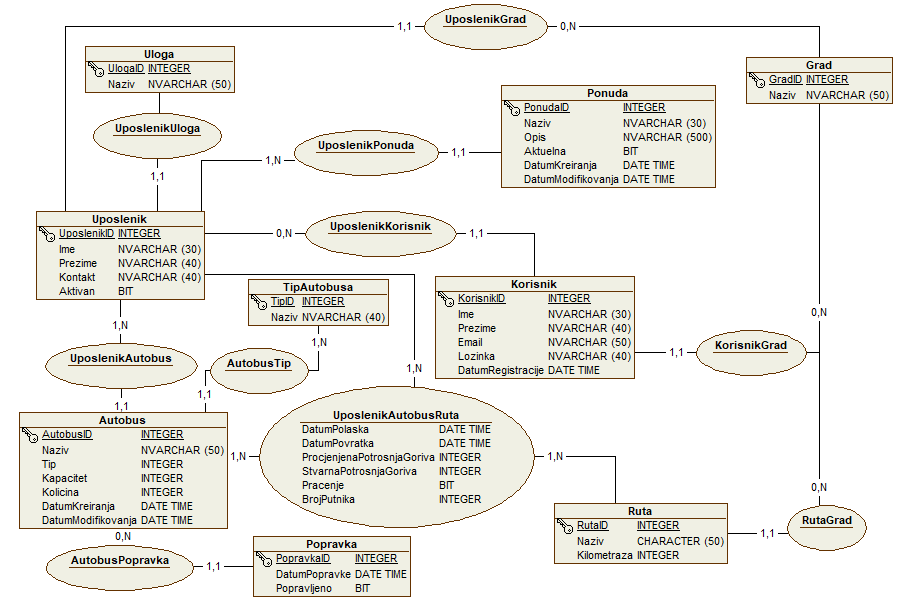 UposlenikGrad
1,1
0,N
Uloga
UlogaID INTEGER
Naziv NVARCHAR (50)
Grad
GradID INTEGER
Naziv NVARCHAR (50)
Ponuda
PonudaID INTEGER
Naziv NVARCHAR (30)
Opis NVARCHAR (500)
Aktuelna BIT
DatumKreiranja DATE TIME
DatumModifikovanja DATE TIME
UposlenikUloga
1,1
UposlenikPonuda
1,N
1,1
Uposlenik
UposlenikID INTEGER
Ime NVARCHAR (30)
Prezime NVARCHAR (40)
Kontakt NVARCHAR (40)
Aktivan BIT
UposlenikKorisnik
0,N
1,1
TipAutobusa
TipID INTEGER
Naziv NVARCHAR (40)
Korisnik
KorisnikID INTEGER
Ime NVARCHAR (30)
Prezime NVARCHAR (40)
Email NVARCHAR (50)
Lozinka NVARCHAR (40)
DatumRegistracije DATE TIME
0,N
1,N
1,N
KorisnikGrad
1,1
UposlenikAutobus
AutobusTip
1,N
1,1
1,1
Autobus
AutobusID INTEGER
Naziv NVARCHAR (50)
Tip INTEGER
Kapacitet INTEGER
Kolicina INTEGER
DatumKreiranja DATE TIME
DatumModifikovanja DATE TIME
UposlenikAutobusRuta
DatumPolaska DATE TIME
DatumPovratka DATE TIME
ProcjenjenaPotrosnjaGoriva INTEGER
StvarnaPotrosnjaGoriva INTEGER
Pracenje BIT
BrojPutnika INTEGER
1,N
1,N
0,N
Ruta
RutaID INTEGER
Naziv CHARACTER (50)
Kilometraza INTEGER
1,1
RutaGrad
0,N
AutobusPopravka
1,1
Popravka
PopravkaID INTEGER
DatumPopravke DATE TIME
Popravljeno BIT